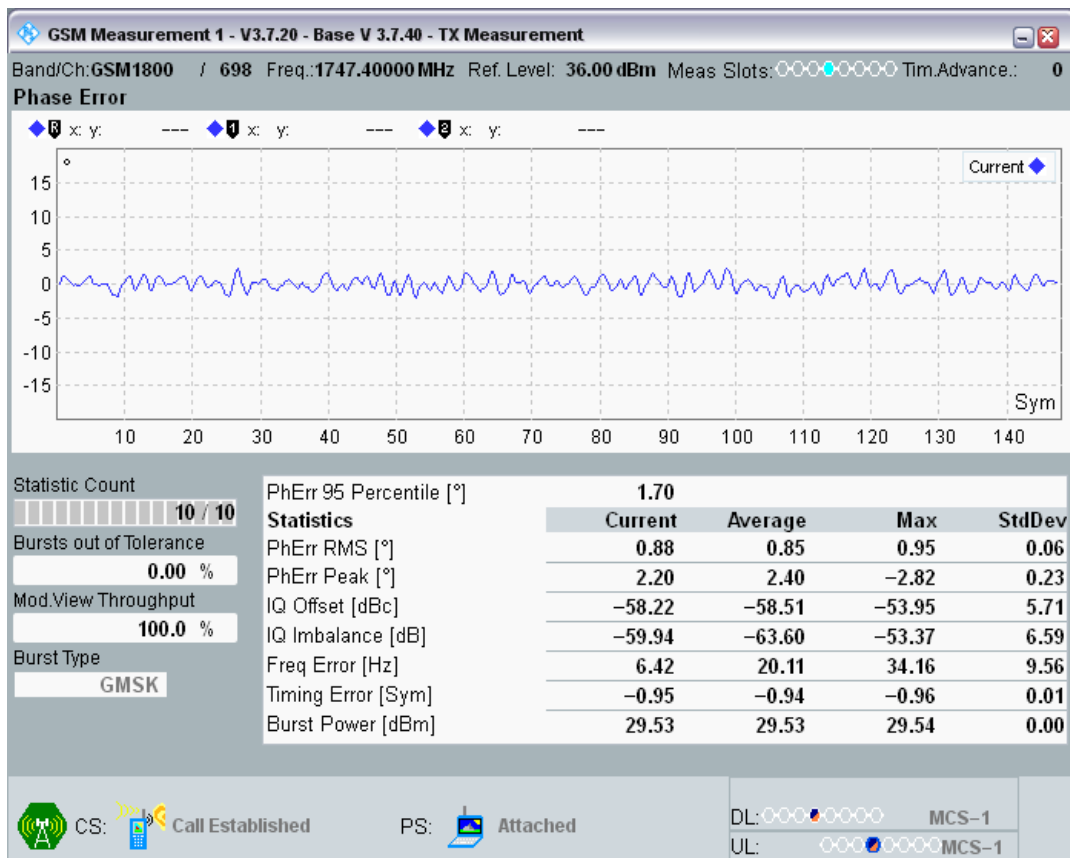 GSM Measurement 1 - V3.7.20 - Base V 3.7.40 - TX Measurement
Band/Ch:GSM1800 / 698 Freq.:1747.40000 MHz Ref. Level: 36.00 dBm Meas Slots: Tim.Advance.: 0
Phase Error
R x: y: --- 1 x: y: --- 2 x: y: ---
°
Current
15
10
5
0
-5
-10
-15
Sym
10 20 30 40 50 60 70 80 90 100 110 120 130 140
Statistic Count
10 / 10
Bursts out of Tolerance
0.00 %
Mod.View Throughput
100.0 %
Burst Type
GMSK
PhErr 95 Percentile [°] 1.70
Statistics Current Average Max StdDev
PhErr RMS [°] 0.88 0.85 0.95 0.06
PhErr Peak [°] 2.20 2.40 −2.82 0.23
IQ Offset [dBc] −58.22 −58.51 −53.95 5.71
IQ Imbalance [dB] −59.94 −63.60 −53.37 6.59
Freq Error [Hz] 6.42 20.11 34.16 9.56
Timing Error [Sym] −0.95 −0.94 −0.96 0.01
Burst Power [dBm] 29.53 29.53 29.54 0.00
CS: Call Established PS: Attached
DL: MCS−1
UL: MCS−1